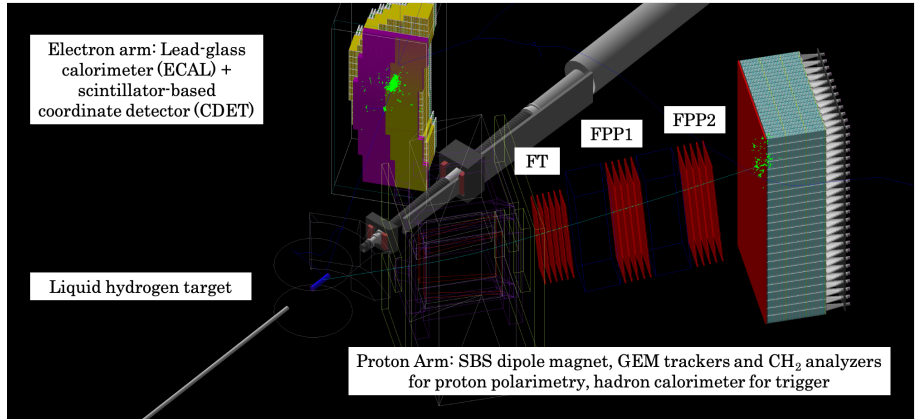 Electron arm: Lead-glass
calorimeter (ECAL) +
scintillator-based
coordinate detector (CDET)
FT
FPP1
FPP2
Liquid hydrogen target
Proton Arm: SBS dipole magnet, GEM trackers and CH₂ analyzers
for proton polarimetry, hadron calorimeter for trigger